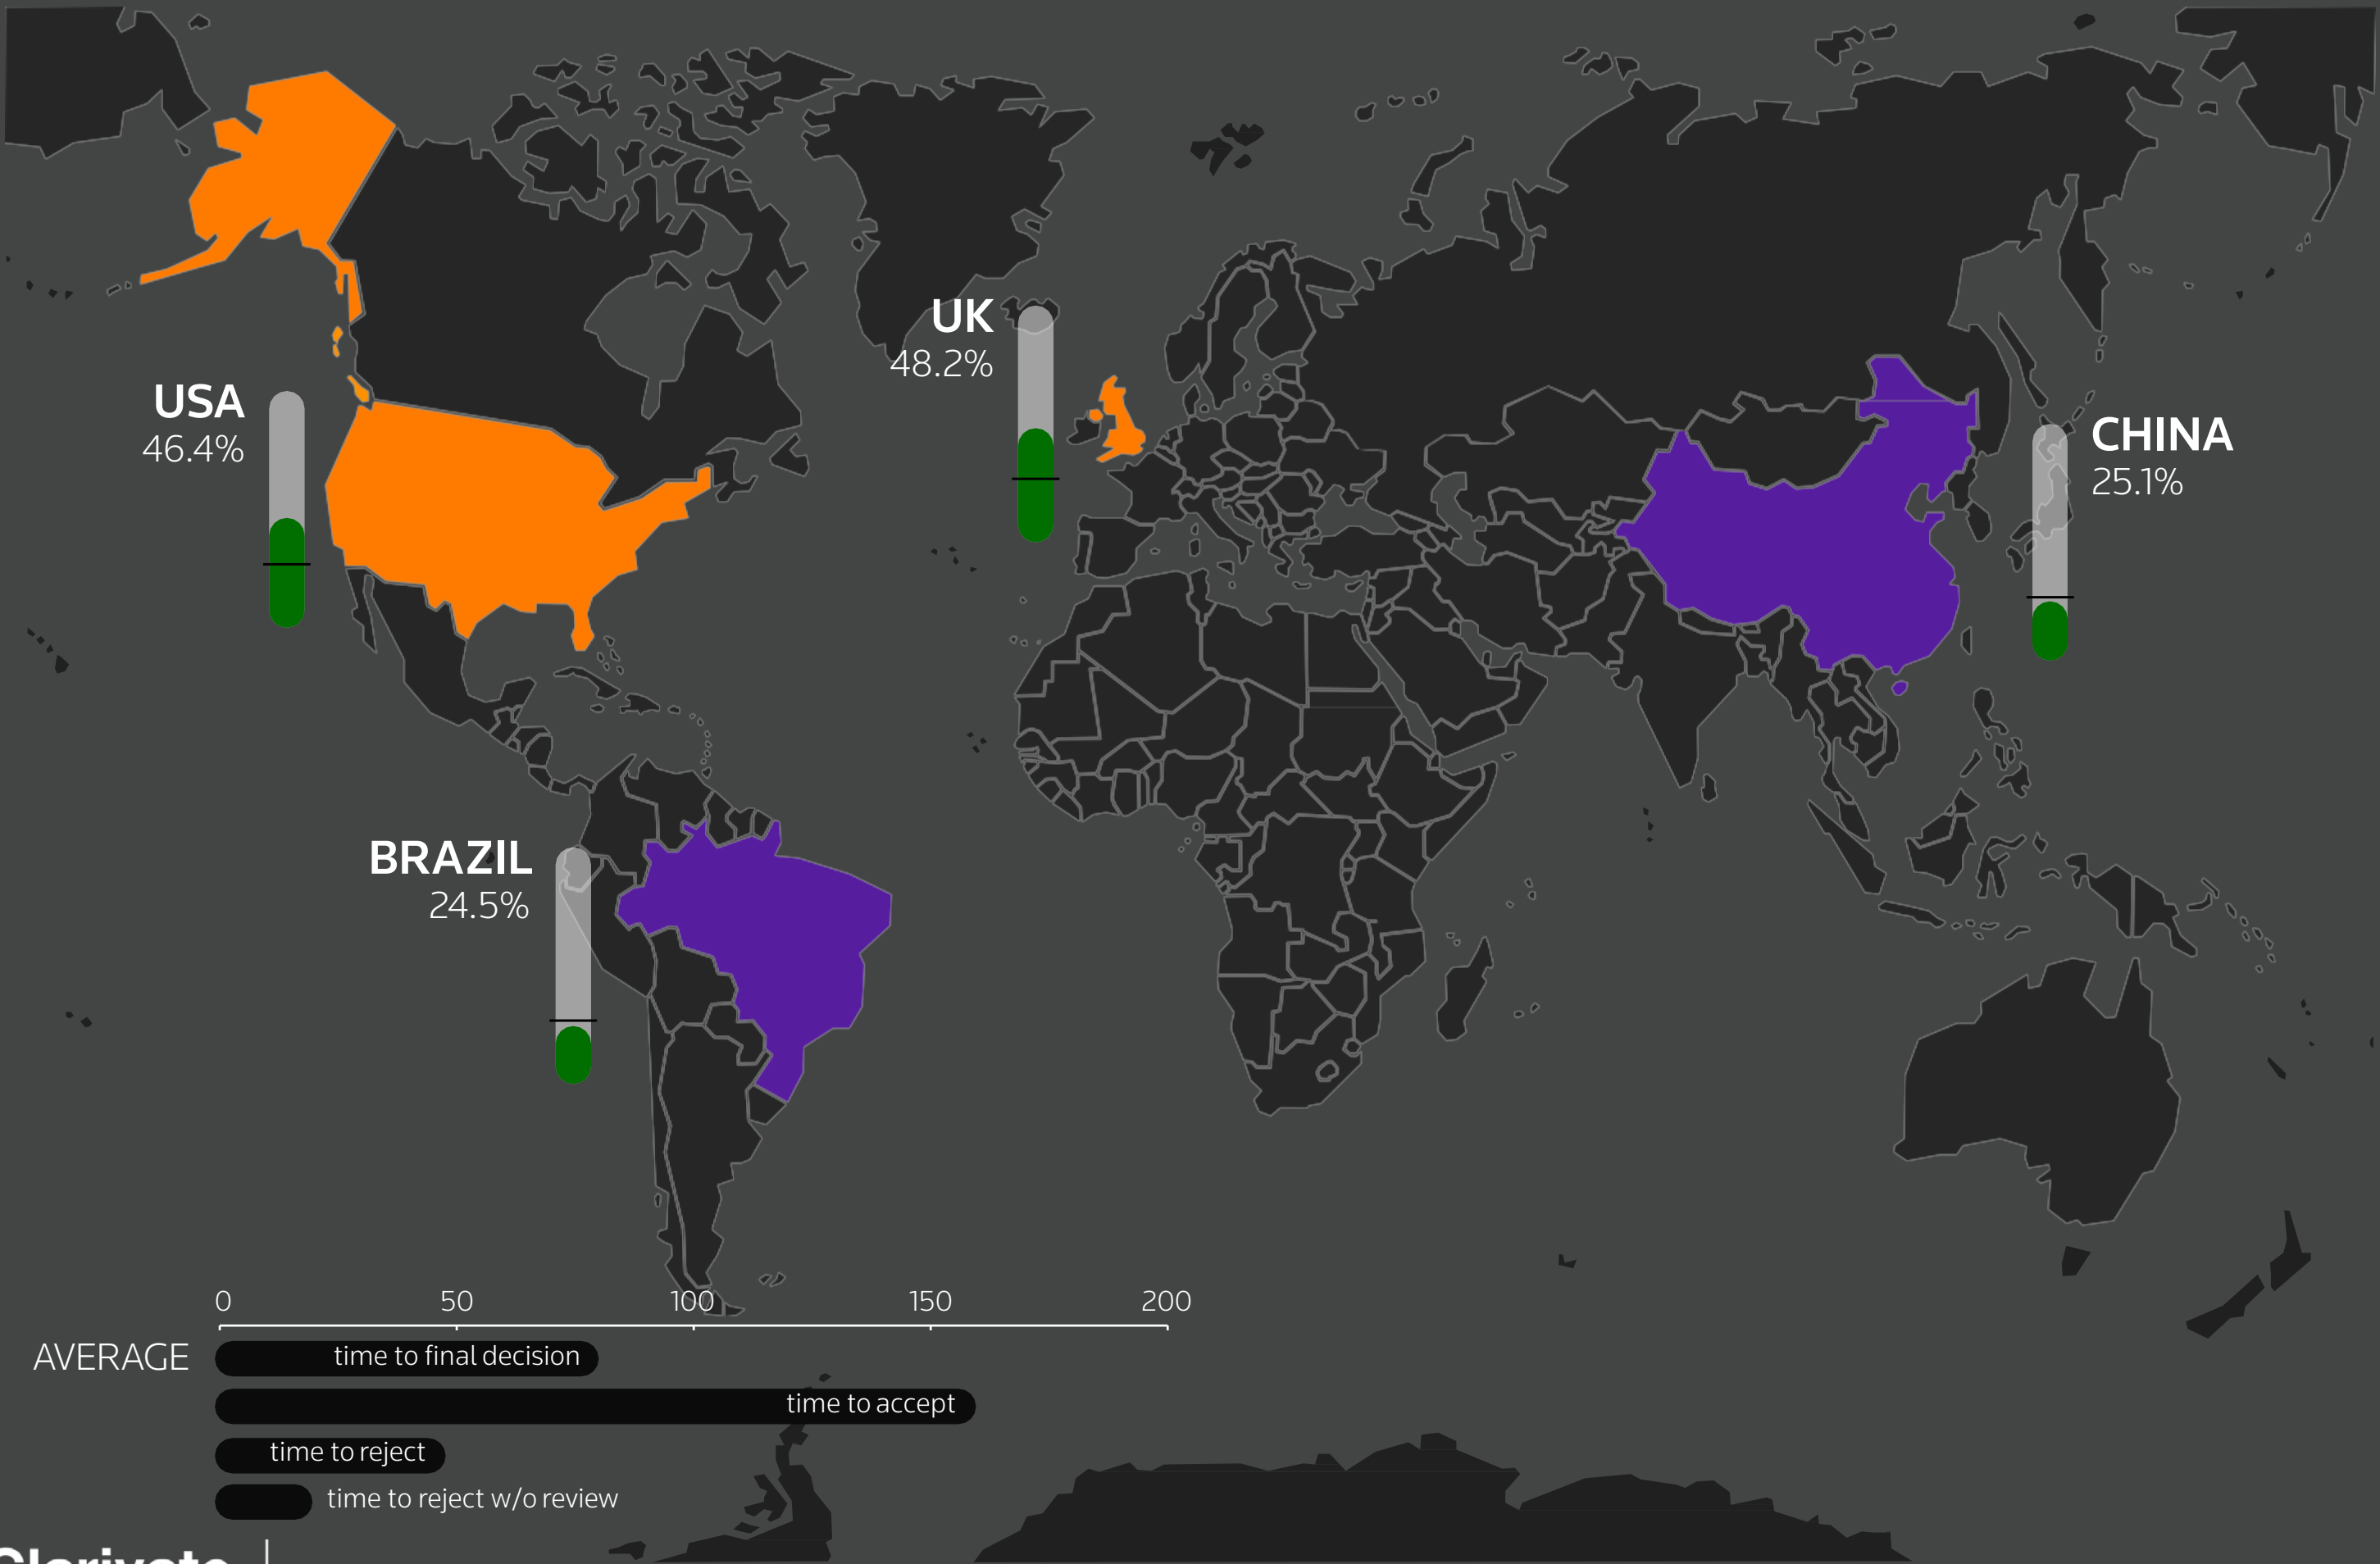 UK
48.2%
USA
46.4%
CHINA
25.1%
BRAZIL
24.5%
0 50 100 150 200
AVERAGE
time to final decision
time to accept
time to reject
time to reject w/o review